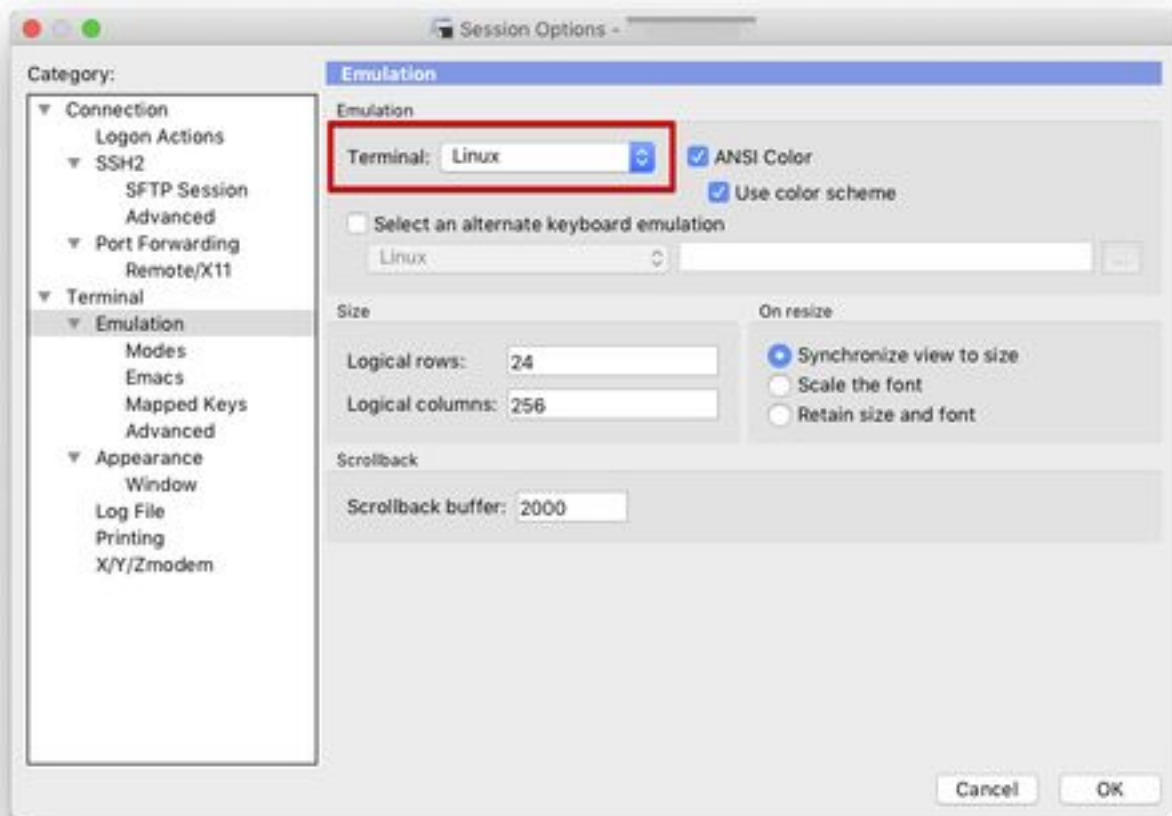 Session Options -
Category:
Connection
Logon Actions
SSH2
SFTP Session
Advanced
Port Forwarding
Remote/X11
Terminal
Emulation
Modes
Emacs
Mapped Keys
Advanced
Appearance
Window
Log File
Printing
X/Y/Zmodem
Emulation
Emulation
Terminal: Linux
ANSI Color
Use color scheme
Select an alternate keyboard emulation
Linux
...
Size
Logical rows: 24
Logical columns: 256
On resize
Synchronize view to size
Scale the font
Retain size and font
Scrollback
Scrollback buffer: 2000
Cancel OK